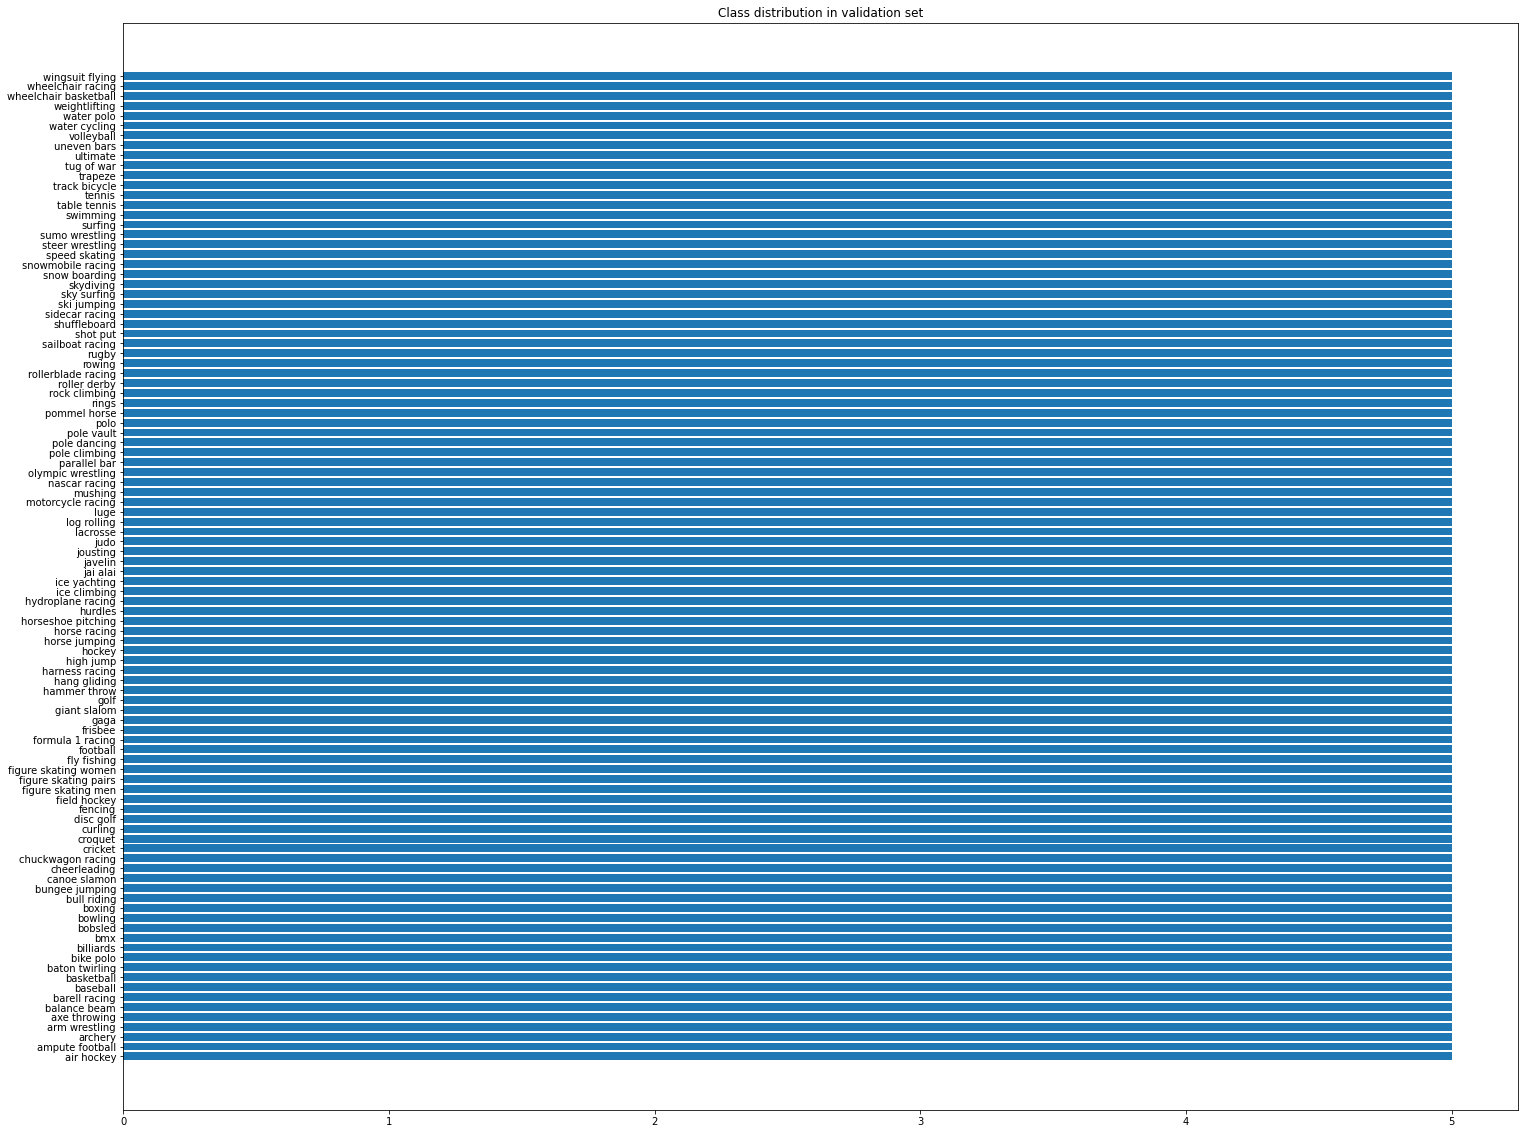 Class distribution in validation set
wingsuit flying
wheelchair racing
wheelchair basketball
weightlifting
water polo
water cycling
volleyball
uneven bars
ultimate
tug of war
trapeze
track bicycle
tennis
table tennis
swimming
surfing
sumo wrestling
steer wrestling
speed skating
snowmobile racing
snow boarding
skydiving
sky surfing
ski jumping
sidecar racing
shuffleboard
shot put
sailboat racing
rugby
rowing
rollerblade racing
roller derby
rock climbing
rings
pommel horse
polo
pole vault
pole dancing
pole climbing
parallel bar
olympic wrestling
nascar racing
mushing
motorcycle racing
luge
log rolling
lacrosse
judo
jousting
javelin
jai alai
ice yachting
ice climbing
hydroplane racing
hurdles
horseshoe pitching
horse racing
horse jumping
hockey
high jump
harness racing
hang gliding
hammer throw
golf
giant slalom
gaga
frisbee
formula 1 racing
football
fly fishing
figure skating women
figure skating pairs
figure skating men
field hockey
fencing
disc golf
curling
croquet
cricket
chuckwagon racing
cheerleading
canoe slamon
bungee jumping
bull riding
boxing
bowling
bobsled
bmx
billiards
bike polo
baton twirling
basketball
baseball
barell racing
balance beam
axe throwing
arm wrestling
archery
ampute football
air hockey
0 1 2 3 4 5